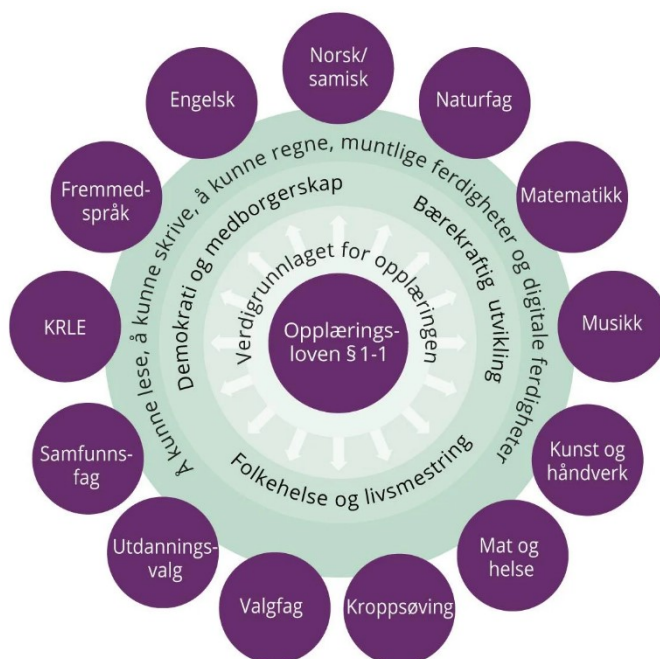 Norsk/
samisk
Naturfag
Matematikk
Musikk
Kunst og
håndverk
Mat og
helse
Kroppsøving
Valgfag
Utdannings-
valg
Samfunns-
fag
KRLE
Fremmed-
språk
Engelsk
Å kunne lese, å kunne skrive, å kunne regne, muntlige ferdigheter og digitale ferdigheter
Demokrati og medborgerskap
Bærekraftig utvikling
Folkehelse og livsmestring
Verdigrunnlaget for opplæringen
Opplærings-
loven § 1-1